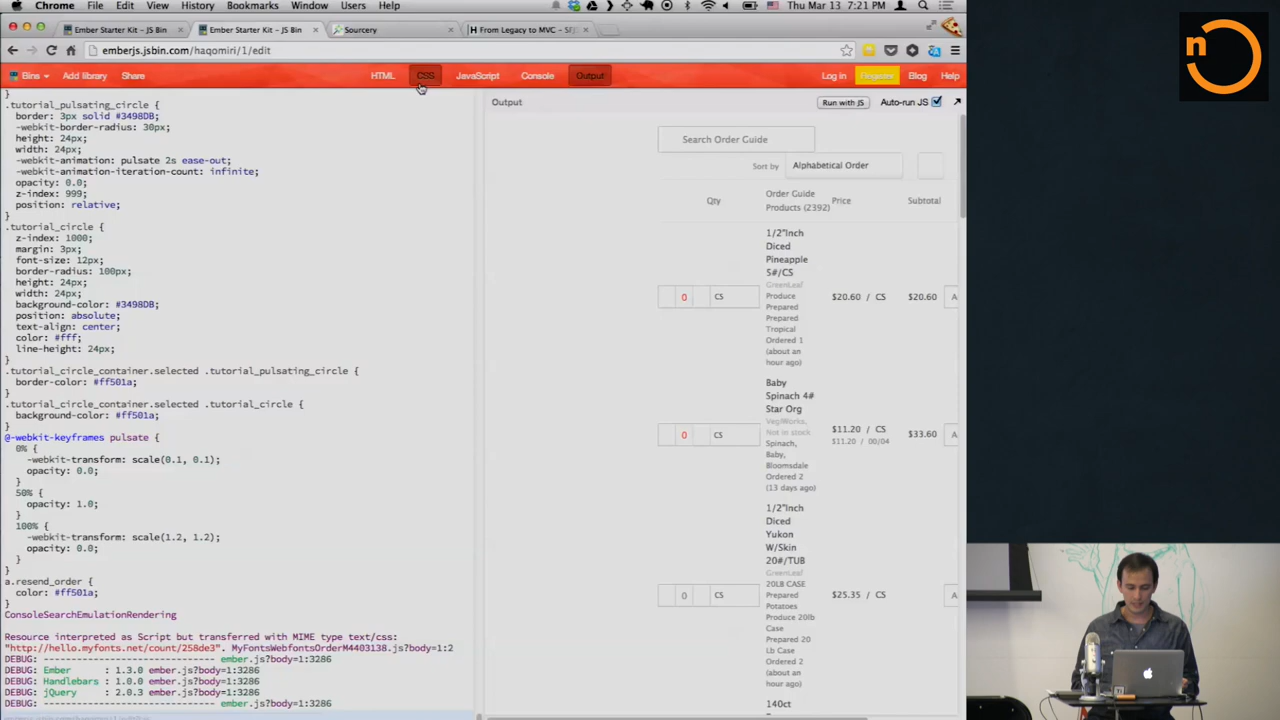 Chrome File Edit View History Bookmarks Window Users Help
Thu Mar 13 7:21 PM
Ember Starter Kit - JS Bin
Ember Starter Kit - JS Bin
Sourcery
From Legacy to MVC - SFJS
emberjs.jsbin.com/haqomiri/1/edit
Bins Add library Share
HTML CSS JavaScript Console Output
Log in Register Blog Help
}
.tutorial_pulsating_circle {
border: 3px solid #3498DB;
-webkit-border-radius: 30px;
height: 24px;
width: 24px;
-webkit-animation: pulsate 2s ease-out;
-webkit-animation-iteration-count: infinite;
opacity: 0.0;
z-index: 999;
position: relative;
}
.tutorial_circle {
z-index: 1000;
margin: 3px;
font-size: 12px;
border-radius: 100px;
height: 24px;
width: 24px;
background-color: #3498DB;
position: absolute;
text-align: center;
color: #fff;
line-height: 24px;
}
.tutorial_circle_container.selected .tutorial_pulsating_circle {
border-color: #ff501a;
}
.tutorial_circle_container.selected .tutorial_circle {
background-color: #ff501a;
}
@-webkit-keyframes pulsate {
0% {
-webkit-transform: scale(0.1, 0.1);
opacity: 0.0;
}
50% {
opacity: 1.0;
}
100% {
-webkit-transform: scale(1.2, 1.2);
opacity: 0.0;
}
}
a.resend_order {
color: #ff501a;
}
ConsoleSearchEmulationRendering
Resource interpreted as Script but transferred with MIME type text/css:
"http://hello.myfonts.net/count/258de3". MyFontsWebfontsOrderM4403138.js?body=1:2
DEBUG: ------------------------------- ember.js?body=1:3286
DEBUG: Ember : 1.3.0 ember.js?body=1:3286
DEBUG: Handlebars : 1.0.0 ember.js?body=1:3286
DEBUG: jQuery : 2.0.3 ember.js?body=1:3286
DEBUG: ------------------------------- ember.js?body=1:3286
Output
Run with JS Auto-run JS
Search Order Guide
Sort by Alphabetical Order
Qty
Order Guide
Products (2392)
Price
Subtotal
1/2"Inch
Diced
Pineapple
5#/CS
GreenLeaf
Produce
Prepared
Prepared
Tropical
Ordered 1
(about an
hour ago)
0 CS
$20.60 / CS
$20.60
A
Baby
Spinach 4#
Star Org
VegiWorks,
Not in stock
Spinach,
Baby,
Bloomsdale
Ordered 2
(13 days ago)
0 CS
$11.20 / CS
$11.20 / 00/04
$33.60
A
1/2"Inch
Diced
Yukon
W/Skin
20#/TUB
GreenLeaf
20LB CASE
Prepared
Potatoes
Produce 20lb
Case
Prepared 20
Lb Case
Ordered 2
(about an
hour ago)
0 CS
$25.35 / CS
A
140ct
n